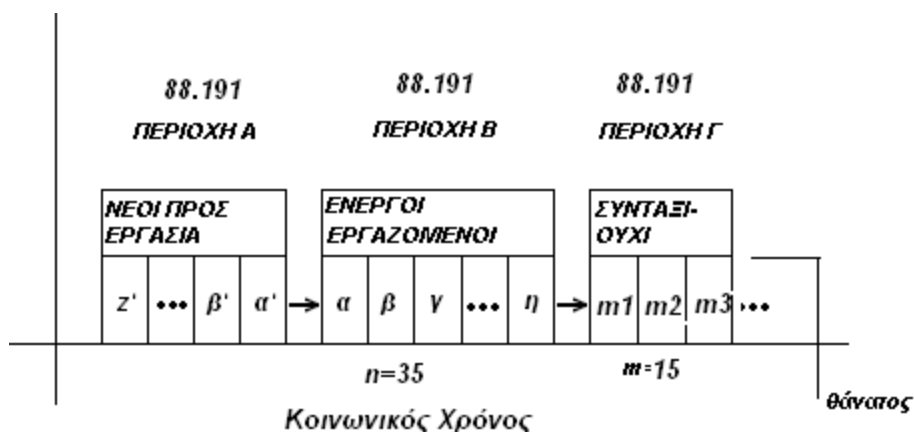 88.191 88.191 88.191
ΠΕΡΙΟΧΗ Α ΠΕΡΙΟΧΗ Β ΠΕΡΙΟΧΗ Γ
ΝΕΟΙ ΠΡΟΣ
ΕΡΓΑΣΙΑ
ΕΝΕΡΓΟΙ
ΕΡΓΑΖΟΜΕΝΟΙ
ΣΥΝΤΑΞΙ-
ΟΥΧΙ
z' ••• β' α' → α β γ ••• η → m1 m2 m3 •••
n=35 m=15
θάνατος
Κοινωνικός Χρόνος